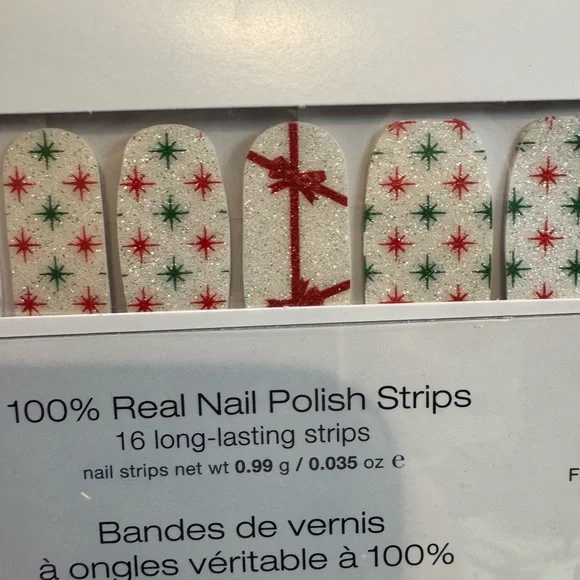 100% Real Nail Polish Strips
16 long-lasting strips
nail strips net wt 0.99 g / 0.035 oz ℮
F
Bandes de vernis
à ongles véritable à 100%